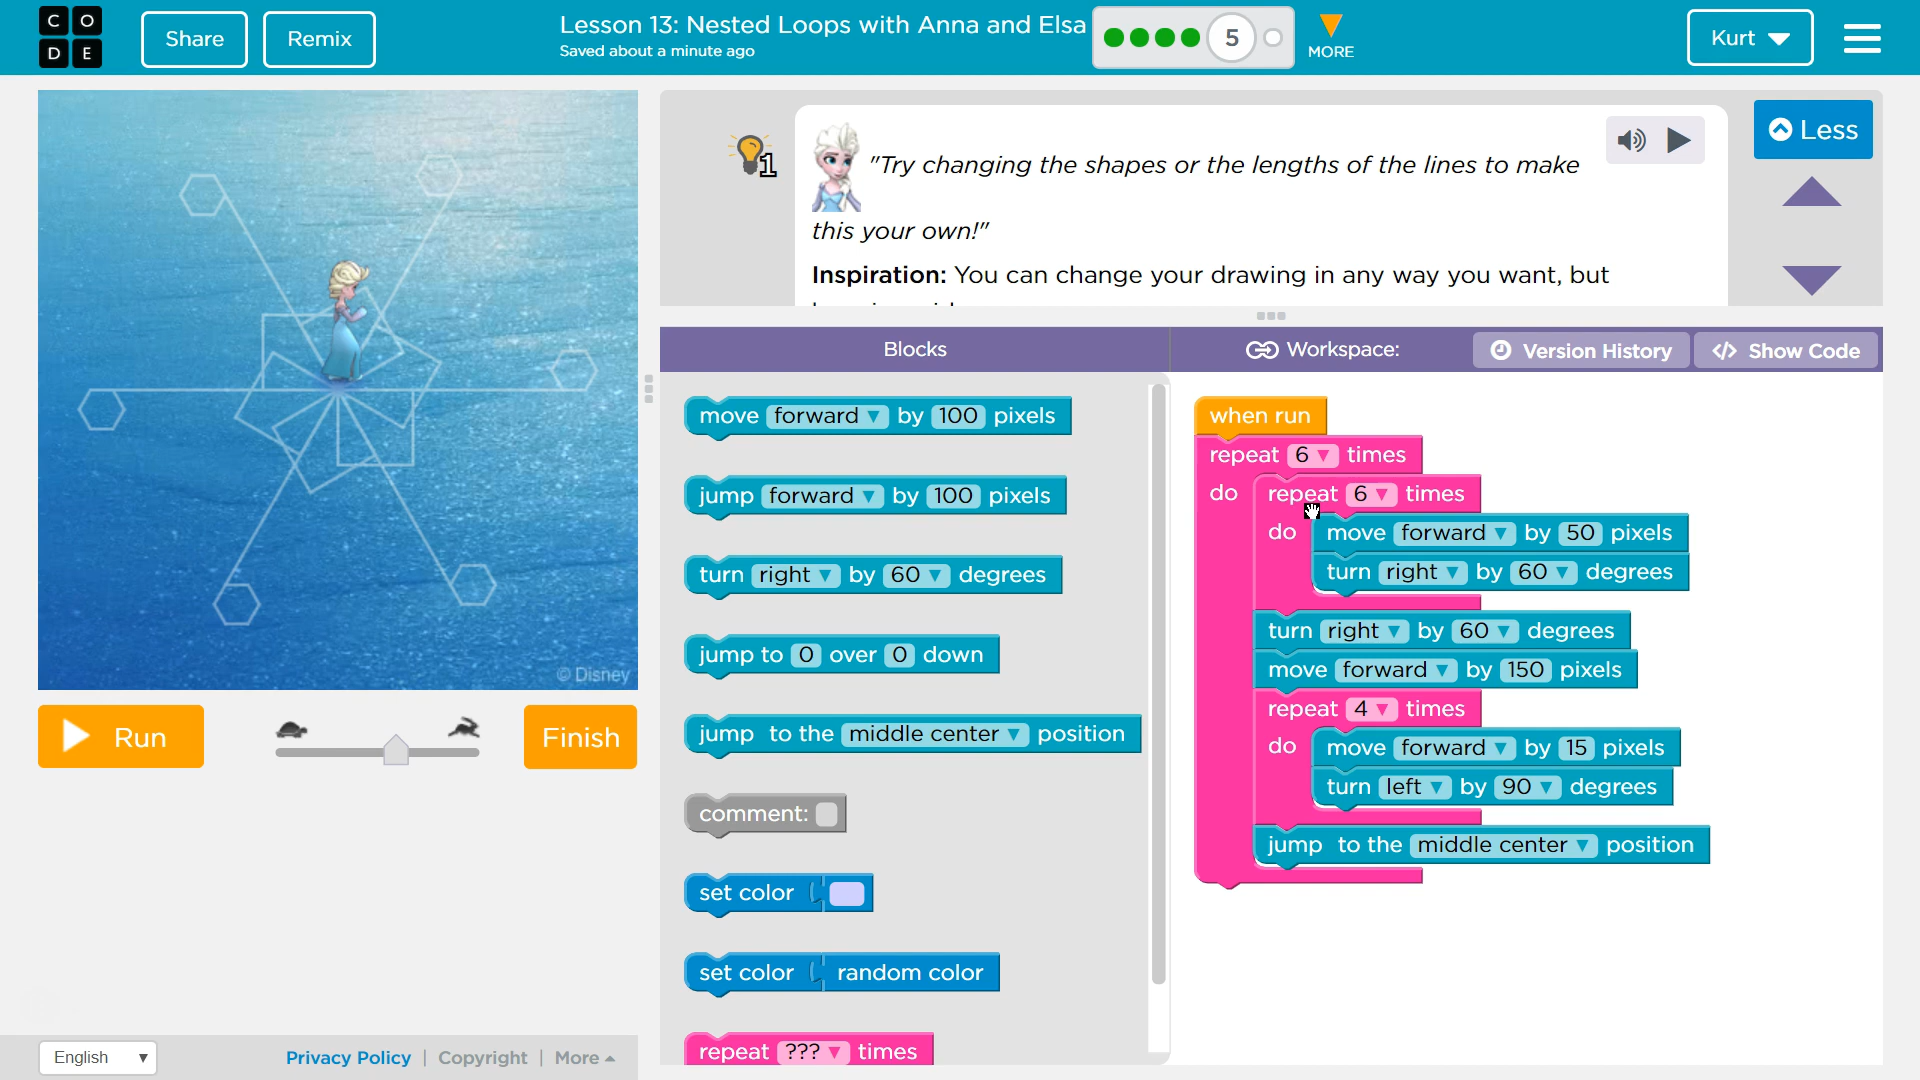 C O
D E
Share
Remix
Lesson 13: Nested Loops with Anna and Elsa
Saved about a minute ago
5
MORE
Kurt
1
"Try changing the shapes or the lengths of the lines to make
this your own!"
Inspiration: You can change your drawing in any way you want, but
Less
Blocks
Workspace:
Version History
</> Show Code
move forward ▼ by 100 pixels
jump forward ▼ by 100 pixels
turn right ▼ by 60 ▼ degrees
jump to 0 over 0 down
jump to the middle center ▼ position
comment:
set color
set color random color
repeat ??? ▼ times
when run
repeat 6 ▼ times
do repeat 6 ▼ times
do move forward ▼ by 50 pixels
turn right ▼ by 60 ▼ degrees
turn right ▼ by 60 ▼ degrees
move forward ▼ by 150 pixels
repeat 4 ▼ times
do move forward ▼ by 15 pixels
turn left ▼ by 90 ▼ degrees
jump to the middle center ▼ position
© Disney
Run
Finish
English ▼
Privacy Policy | Copyright | More